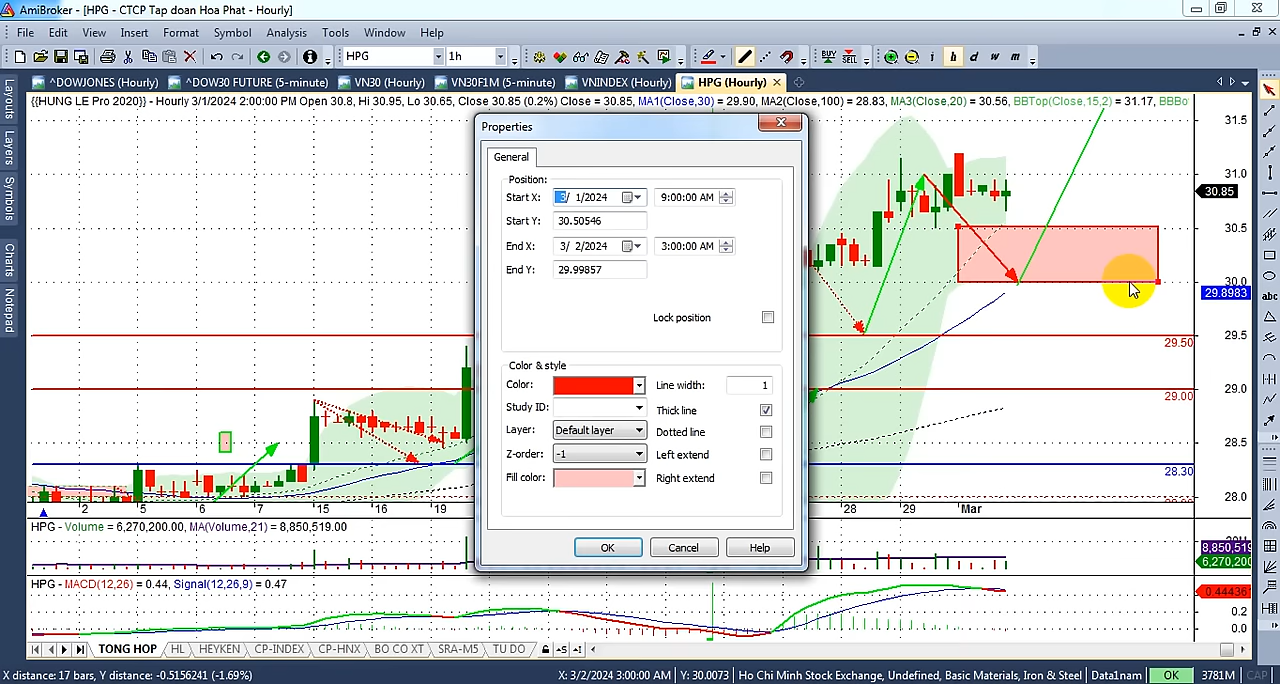 AmiBroker - [HPG - CTCP Tap doan Hoa Phat - Hourly]
File Edit View Insert Format Symbol Analysis Tools Window Help
HPG 1h BUY SELL i h d w m
^DOWJONES (Hourly) ^DOW30 FUTURE (5-minute) VN30 (Hourly) VN30F1M (5-minute) VNINDEX (Hourly) HPG (Hourly)
{{HUNG LE Pro 2020}} - Hourly 3/1/2024 2:00:00 PM Open 30.8, Hi 30.95, Lo 30.65, Close 30.85 (0.2%) Close = 30.85, MA1(Close,30) = 29.90, MA2(Close,100) = 28.83, MA3(Close,20) = 30.56, BBTop(Close,15,2) = 31.17, BBBo
Layouts
Layers
Symbols
Charts
Notepad
Properties
General
Position:
Start X: 3/ 1/2024 9:00:00 AM
Start Y: 30.50546
End X: 3/ 2/2024 3:00:00 AM
End Y: 29.99857
Lock position
Color & style
Color: Line width: 1
Study ID: Thick line
Layer: Default layer Dotted line
Z-order: -1 Left extend
Fill color: Right extend
OK Cancel Help
31.5
31.0
30.85
30.5
30.0
29.8983
29.5
29.50
29.0
29.00
28.5
28.30
28.0
abc
2 5 6 7 15 16 19 28 29 Mar
HPG - Volume = 6,270,200.00, MA(Volume,21) = 8,850,519.00
8,850,519
6,270,200
HPG - MACD(12,26) = 0.44, Signal(12,26,9) = 0.47
0.44436
0.2
0.0
TONG HOP HL HEYKEN CP-INDEX CP-HNX BO CO XT SRA-M5 TU DO
X distance: 17 bars, Y distance: -0.5156241 (-1.69%) X: 3/2/2024 3:00:00 AM Y: 30.0073 Ho Chi Minh Stock Exchange, Undefined, Basic Materials, Iron & Steel Data1nam OK 3781M CAP